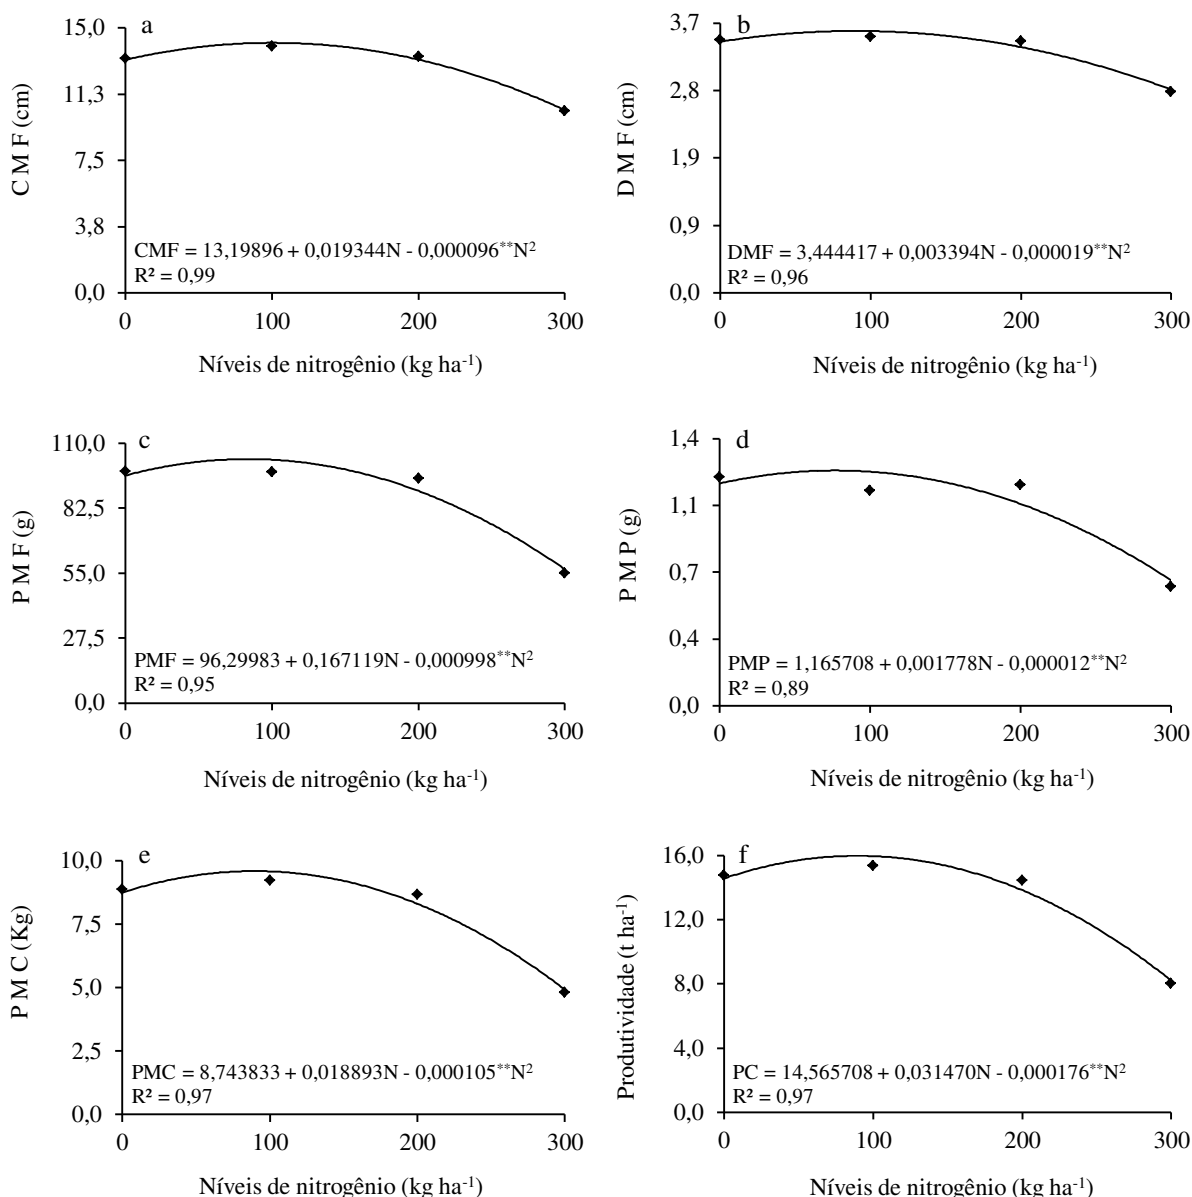 a
15,0
11,3
7,5
3,8
0,0
C M F (cm)
CMF = 13,19896 + 0,019344N - 0,000096**N²
R² = 0,99
0 100 200 300
Níveis de nitrogênio (kg ha⁻¹)
b
3,7
2,8
1,9
0,9
0,0
D M F (cm)
DMF = 3,444417 + 0,003394N - 0,000019**N²
R² = 0,96
0 100 200 300
Níveis de nitrogênio (kg ha⁻¹)
c
110,0
82,5
55,0
27,5
0,0
P M F (g)
PMF = 96,29983 + 0,167119N - 0,000998**N²
R² = 0,95
0 100 200 300
Níveis de nitrogênio (kg ha⁻¹)
d
1,4
1,1
0,7
0,4
0,0
P M P (g)
PMP = 1,165708 + 0,001778N - 0,000012**N²
R² = 0,89
0 100 200 300
Níveis de nitrogênio (kg ha⁻¹)
e
10,0
7,5
5,0
2,5
0,0
P M C (Kg)
PMC = 8,743833 + 0,018893N - 0,000105**N²
R² = 0,97
0 100 200 300
Níveis de nitrogênio (kg ha⁻¹)
f
16,0
12,0
8,0
4,0
0,0
Produtividade (t ha⁻¹)
PC = 14,565708 + 0,031470N - 0,000176**N²
R² = 0,97
0 100 200 300
Níveis de nitrogênio (kg ha⁻¹)